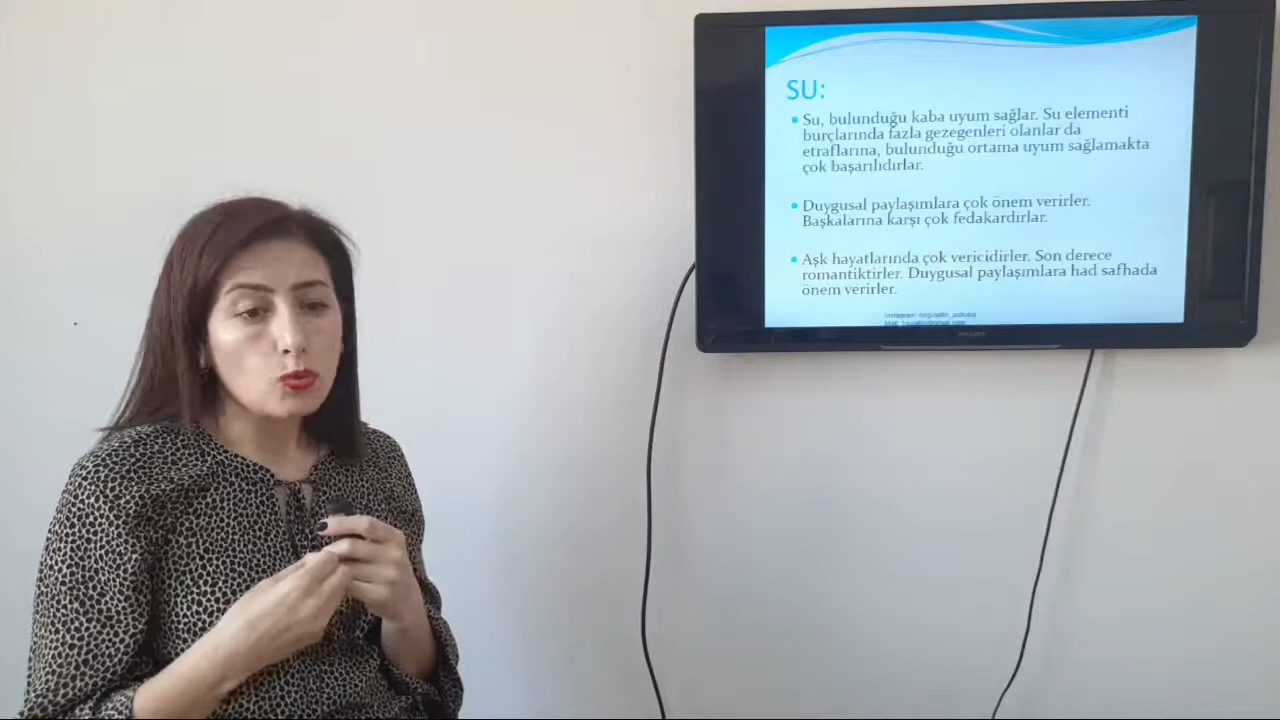 SU:
Su, bulunduğu kaba uyum sağlar. Su elementi
burçlarında fazla gezegenleri olanlar da
etraflarına, bulunduğu ortama uyum sağlamakta
çok başarılıdırlar.
Duygusal paylaşımlara çok önem verirler.
Başkalarına karşı çok fedakardırlar.
Aşk hayatlarında çok vericidirler. Son derece
romantiktirler. Duygusal paylaşımlara had safhada
önem verirler.
Instagram:
Mail: